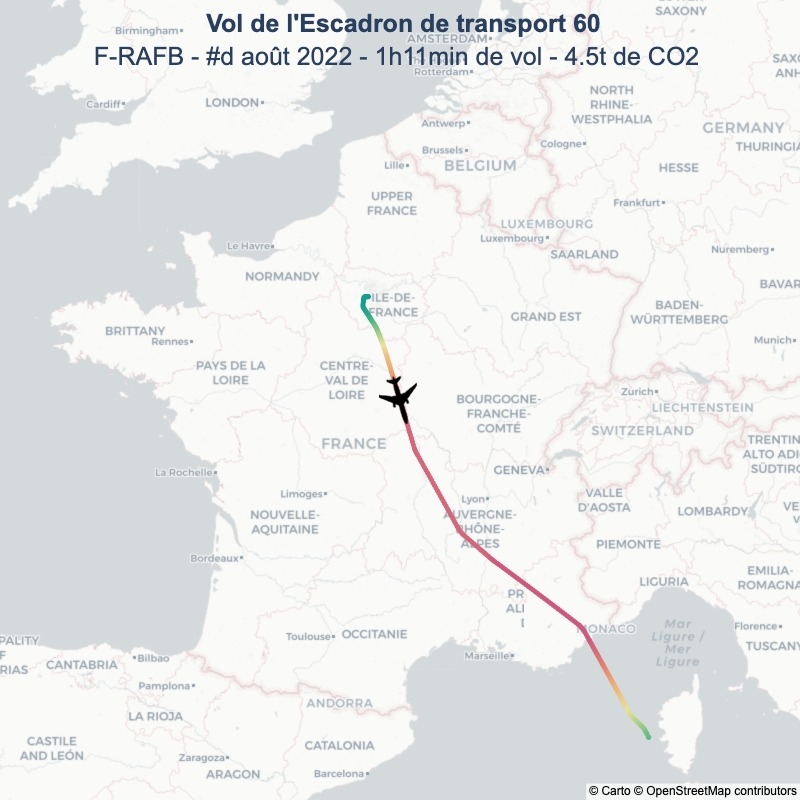 Vol de l'Escadron de transport 60
F-RAFB - #d août 2022 - 1h11min de vol - 4.5t de CO2
LOWER
SAXONY
AMSTERDAM
Birmingham
Rotterdam
Cardiff
LONDON
NORTH
RHINE-
WESTPHALIA
Antwerp
GERMANY
Brussels
Cologne
THURINGIA
Lille
BELGIUM
HESSE
UPPER
FRANCE
Frankfurt
LUXEMBOURG
Luxembourg
Le Havre
SAARLAND
Nuremberg
NORMANDY
BAVAR
ILE-DE-
FRANCE
GRAND EST
BADEN-
WÜRTTEMBERG
BRITTANY
Rennes
Munich
PAYS DE LA
LOIRE
CENTRE-
VAL DE
LOIRE
Zurich
BOURGOGNE-
FRANCHE-
COMTÉ
LIECHTENSTEIN
SWITZERLAND
FRANCE
TRENTIN
ALTO ADI
SÜDTIRO
La Rochelle
GENEVA
Limoges
Lyon
VALLE
D'AOSTA
LOMBARDY
NOUVELLE-
AQUITAINE
AUVERGNE-
RHÔNE-
ALPES
PIEMONTE
Bordeaux
EMILIA-
ROMAGNA
LIGURIA
PR
ALI
MONACO
Mar
Ligure /
Mer
Ligure
Florence
Toulouse
OCCITANIE
TUSCANY
PALITY
F
RIAS
CANTABRIA
Bilbao
Marseille
Pamplona
ANDORRA
LA RIOJA
CASTILE
AND LEÓN
CATALONIA
Zaragoza
ARAGON
Barcelona
© Carto © OpenStreetMap contributors